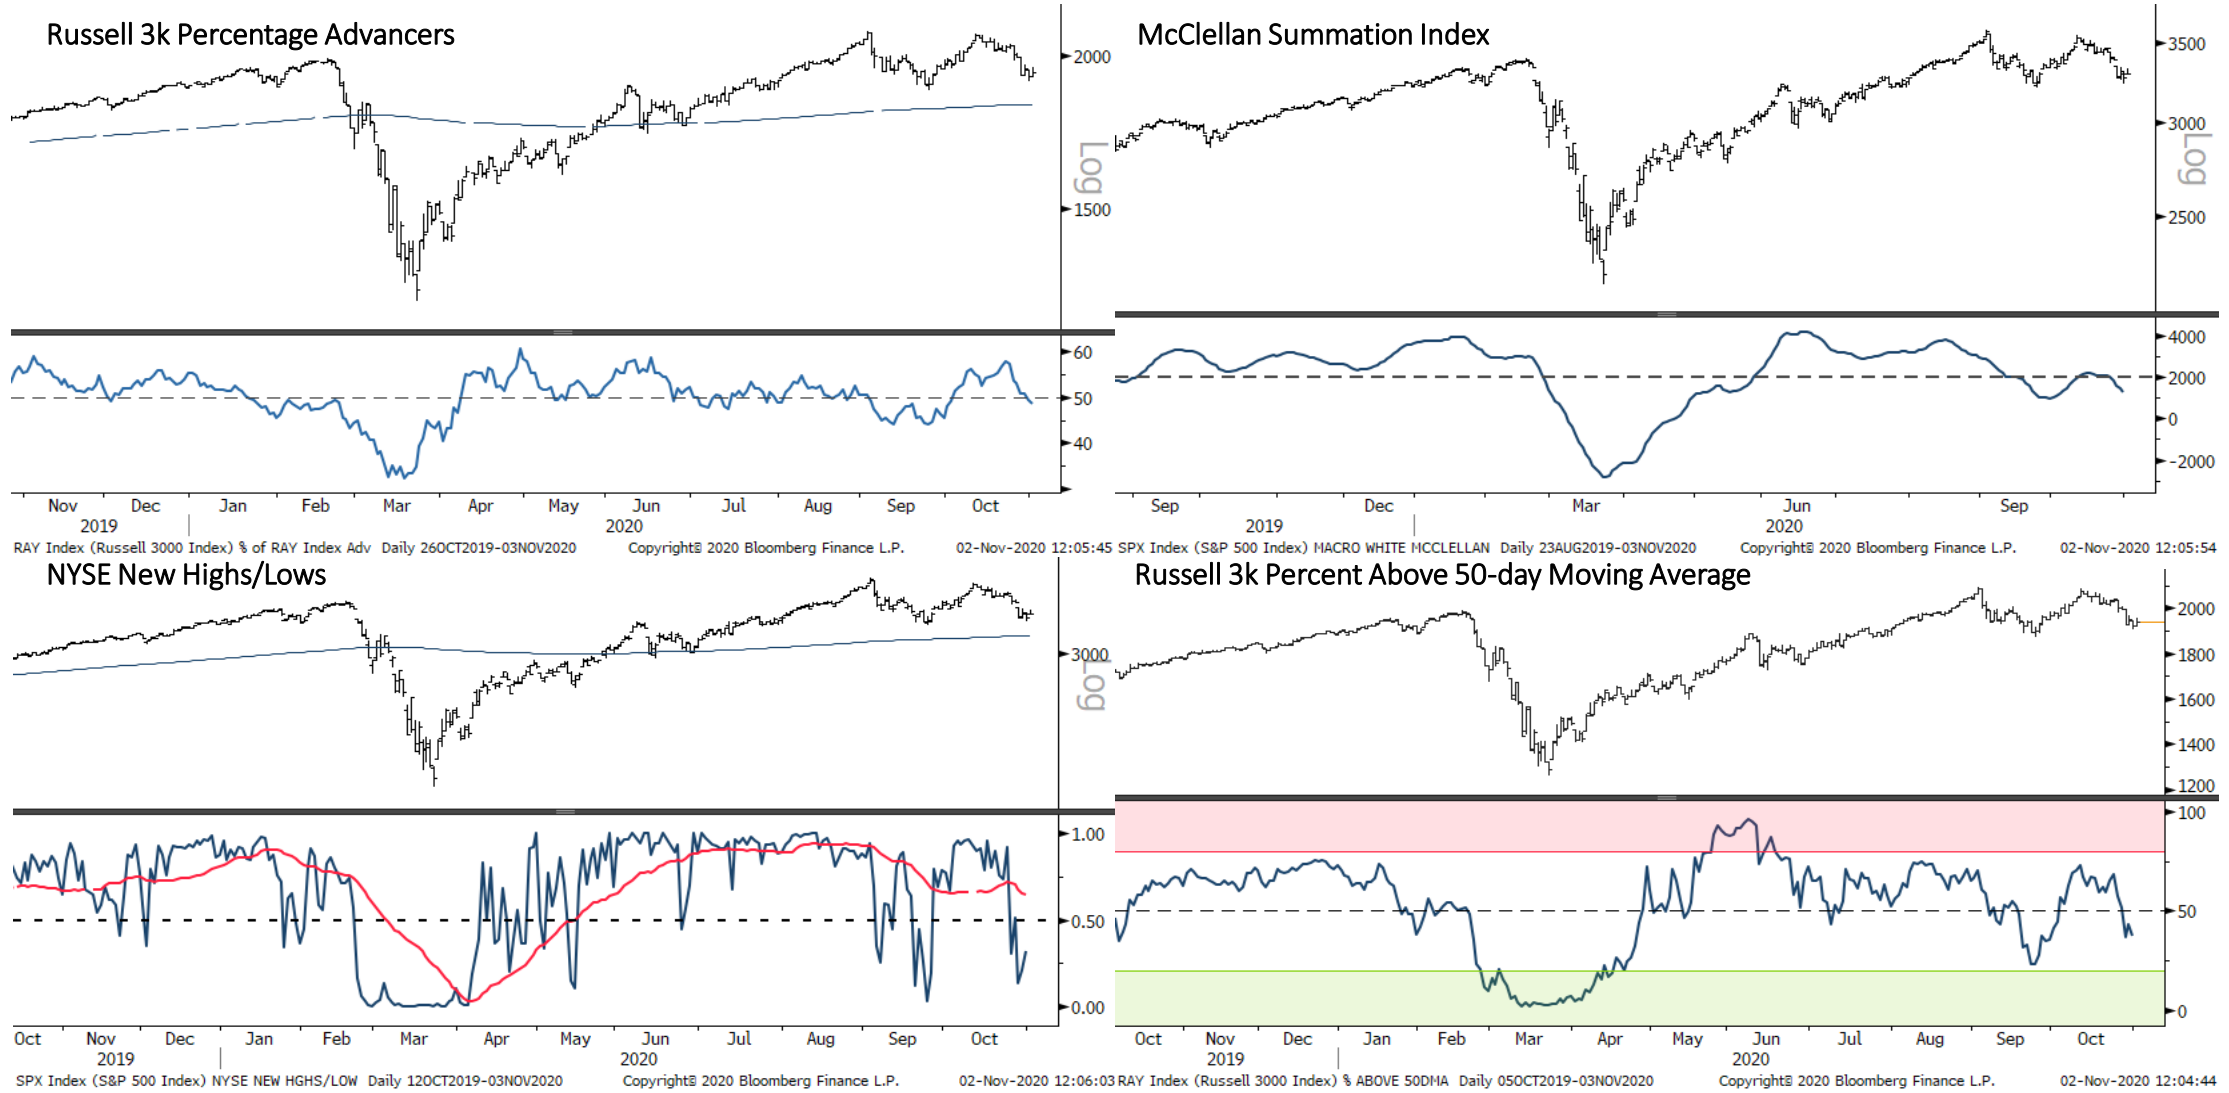 Russell 3k Percentage Advancers
2000
Log
1500
60
50
40
Nov Dec Jan Feb Mar Apr May Jun Jul Aug Sep Oct
2019 2020
RAY Index (Russell 3000 Index) % of RAY Index Adv Daily 26OCT2019-03NOV2020 Copyright© 2020 Bloomberg Finance L.P. 02-Nov-2020 12:05:45
McClellan Summation Index
3500
3000
Log
2500
4000
2000
0
-2000
Sep Dec Mar Jun Sep
2019 2020
SPX Index (S&P 500 Index) MACRO WHITE MCCLELLAN Daily 23AUG2019-03NOV2020 Copyright© 2020 Bloomberg Finance L.P. 02-Nov-2020 12:05:54
NYSE New Highs/Lows
3000
Log
1.00
0.50
0.00
Oct Nov Dec Jan Feb Mar Apr May Jun Jul Aug Sep Oct
2019 2020
SPX Index (S&P 500 Index) NYSE NEW HGHS/LOW Daily 12OCT2019-03NOV2020 Copyright© 2020 Bloomberg Finance L.P. 02-Nov-2020 12:06:03
Russell 3k Percent Above 50-day Moving Average
2000
1800
1600
1400
1200
100
50
0
Oct Nov Dec Jan Feb Mar Apr May Jun Jul Aug Sep Oct
2019 2020
RAY Index (Russell 3000 Index) % ABOVE 50DMA Daily 05OCT2019-03NOV2020 Copyright© 2020 Bloomberg Finance L.P. 02-Nov-2020 12:04:44